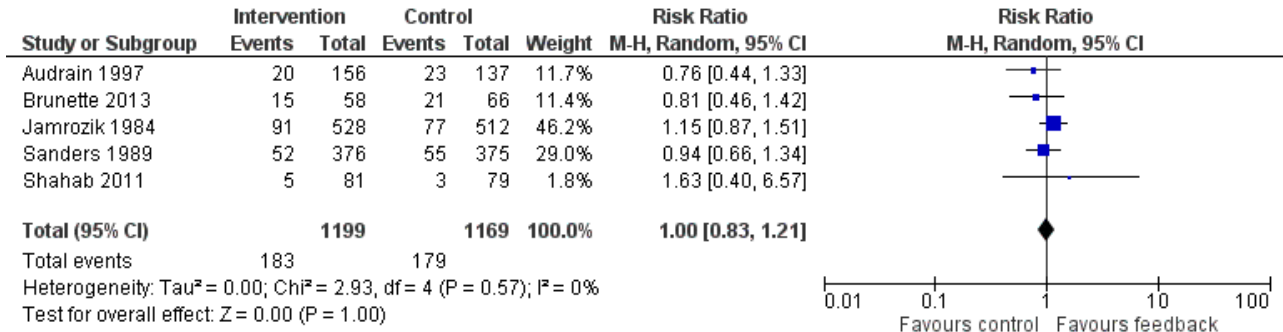 Intervention Control Risk Ratio Risk Ratio
Study or Subgroup Events Total Events Total Weight M-H, Random, 95% CI M-H, Random, 95% CI
Audrain 1997 20 156 23 137 11.7% 0.76 [0.44, 1.33]
Brunette 2013 15 58 21 66 11.4% 0.81 [0.46, 1.42]
Jamrozik 1984 91 528 77 512 46.2% 1.15 [0.87, 1.51]
Sanders 1989 52 376 55 375 29.0% 0.94 [0.66, 1.34]
Shahab 2011 5 81 3 79 1.8% 1.63 [0.40, 6.57]
Total (95% CI) 1199 1169 100.0% 1.00 [0.83, 1.21]
Total events 183 179
Heterogeneity: Tau² = 0.00; Chi² = 2.93, df = 4 (P = 0.57); I² = 0%
Test for overall effect: Z = 0.00 (P = 1.00)
0.01 0.1 1 10 100
Favours control Favours feedback